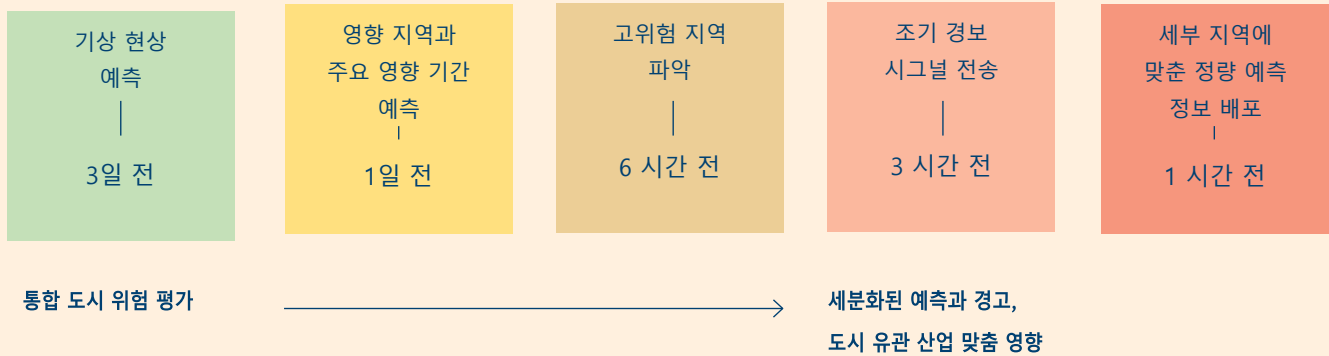 기상 현상
예측
3일 전
영향 지역과
주요 영향 기간
예측
1일 전
고위험 지역
파악
6 시간 전
조기 경보
시그널 전송
3 시간 전
세부 지역에
맞춘 정량 예측
정보 배포
1 시간 전
통합 도시 위험 평가
세분화된 예측과 경고,
도시 유관 산업 맞춤 영향